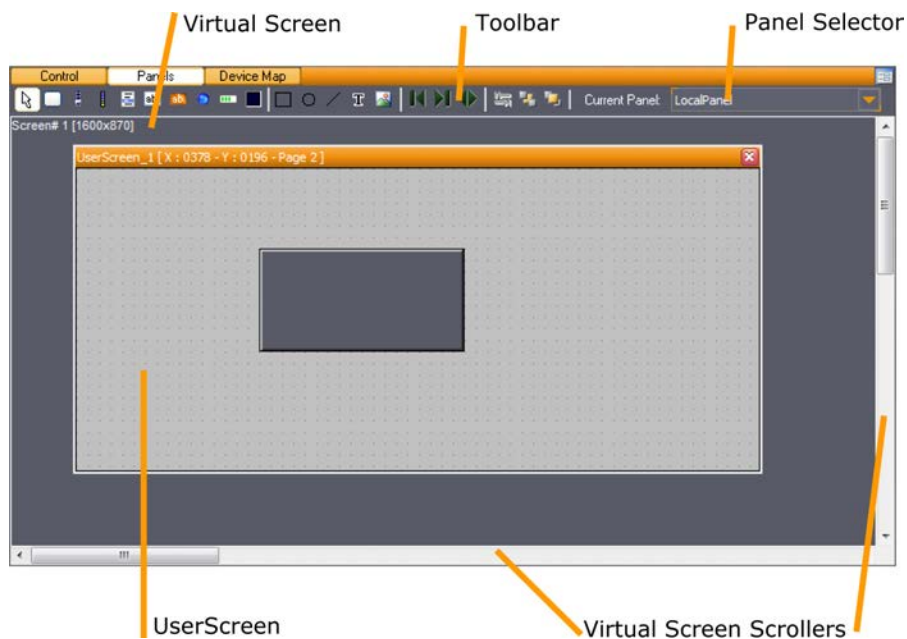 Virtual Screen Toolbar Panel Selector
Control Panels Device Map
Current Panel: LocalPanel
Screen# 1 [1600x870]
UserScreen_1 [ X : 0378 - Y : 0196 - Page 2 ]
UserScreen Virtual Screen Scrollers